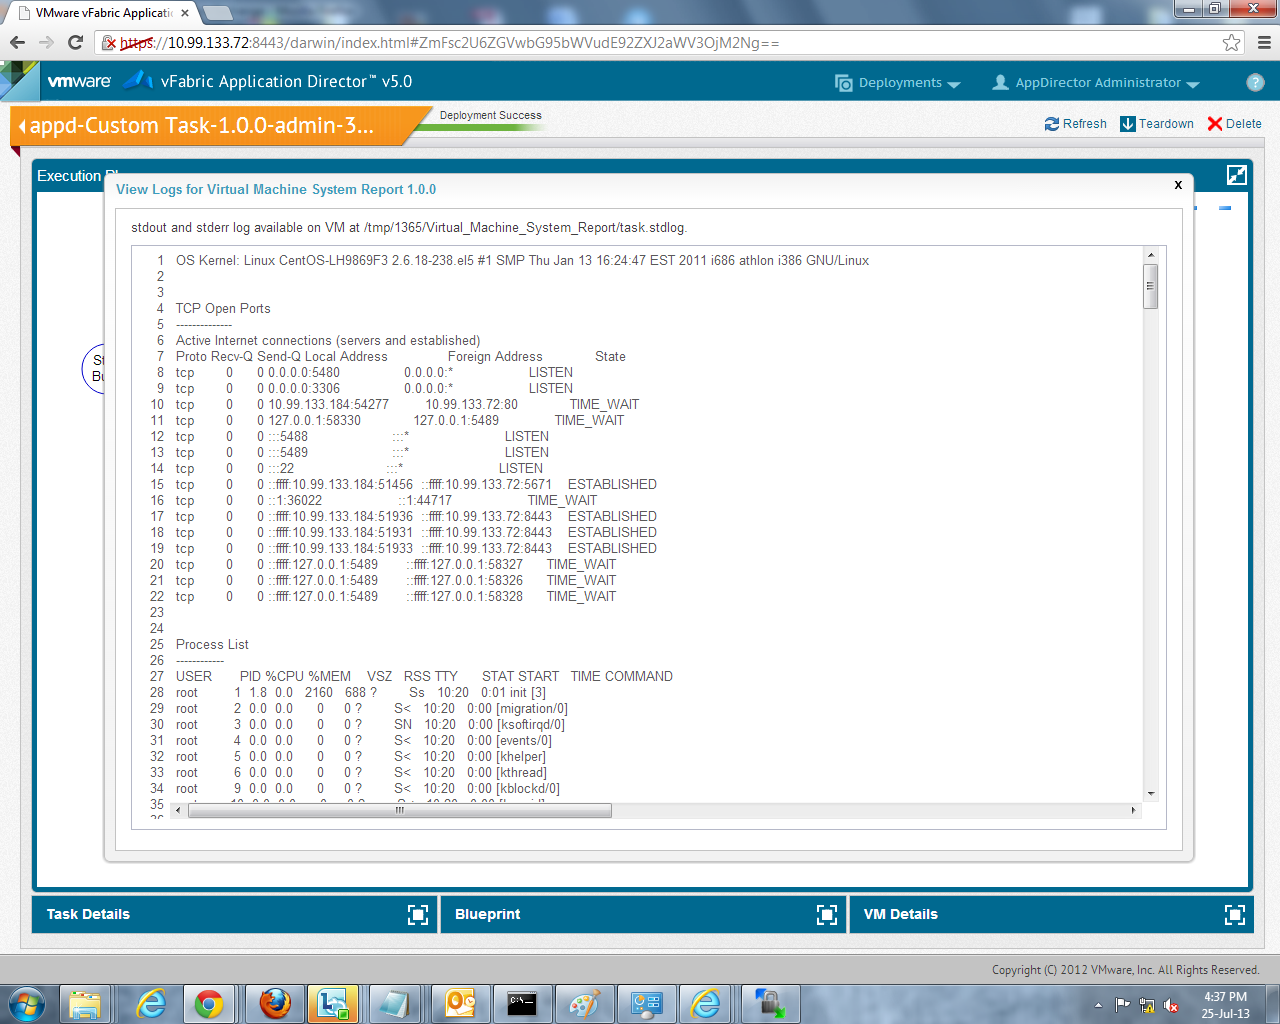 VMware vFabric Applicati
https://10.99.133.72:8443/darwin/index.html#ZmFsc2U6ZGVwbG95bWVudE92ZXJ2aWV3OjM2Ng==
vmware vFabric Application Director™ v5.0 Deployments AppDirector Administrator ?
appd-Custom Task-1.0.0-admin-3... Deployment Success
Refresh Teardown Delete
Execution Pl
View Logs for Virtual Machine System Report 1.0.0 x
stdout and stderr log available on VM at /tmp/1365/Virtual_Machine_System_Report/task.stdlog.
St
Bu
1 OS Kernel: Linux CentOS-LH9869F3 2.6.18-238.el5 #1 SMP Thu Jan 13 16:24:47 EST 2011 i686 athlon i386 GNU/Linux
2
3
4 TCP Open Ports
5 --------------
6 Active Internet connections (servers and established)
7 Proto Recv-Q Send-Q Local Address Foreign Address State
8 tcp 0 0 0.0.0.0:5480 0.0.0.0:* LISTEN
9 tcp 0 0 0.0.0.0:3306 0.0.0.0:* LISTEN
10 tcp 0 0 10.99.133.184:54277 10.99.133.72:80 TIME_WAIT
11 tcp 0 0 127.0.0.1:58330 127.0.0.1:5489 TIME_WAIT
12 tcp 0 0 :::5488 :::* LISTEN
13 tcp 0 0 :::5489 :::* LISTEN
14 tcp 0 0 :::22 :::* LISTEN
15 tcp 0 0 ::ffff:10.99.133.184:51456 ::ffff:10.99.133.72:5671 ESTABLISHED
16 tcp 0 0 ::1:36022 ::1:44717 TIME_WAIT
17 tcp 0 0 ::ffff:10.99.133.184:51936 ::ffff:10.99.133.72:8443 ESTABLISHED
18 tcp 0 0 ::ffff:10.99.133.184:51931 ::ffff:10.99.133.72:8443 ESTABLISHED
19 tcp 0 0 ::ffff:10.99.133.184:51933 ::ffff:10.99.133.72:8443 ESTABLISHED
20 tcp 0 0 ::ffff:127.0.0.1:5489 ::ffff:127.0.0.1:58327 TIME_WAIT
21 tcp 0 0 ::ffff:127.0.0.1:5489 ::ffff:127.0.0.1:58326 TIME_WAIT
22 tcp 0 0 ::ffff:127.0.0.1:5489 ::ffff:127.0.0.1:58328 TIME_WAIT
23
24
25 Process List
26 ------------
27 USER PID %CPU %MEM VSZ RSS TTY STAT START TIME COMMAND
28 root 1 1.8 0.0 2160 688 ? Ss 10:20 0:01 init [3]
29 root 2 0.0 0.0 0 0 ? S< 10:20 0:00 [migration/0]
30 root 3 0.0 0.0 0 0 ? SN 10:20 0:00 [ksoftirqd/0]
31 root 4 0.0 0.0 0 0 ? S< 10:20 0:00 [events/0]
32 root 5 0.0 0.0 0 0 ? S< 10:20 0:00 [khelper]
33 root 6 0.0 0.0 0 0 ? S< 10:20 0:00 [kthread]
34 root 9 0.0 0.0 0 0 ? S< 10:20 0:00 [kblockd/0]
35
Task Details Blueprint VM Details
Copyright (C) 2012 VMware, Inc. All Rights Reserved.
4:37 PM
25-Jul-13